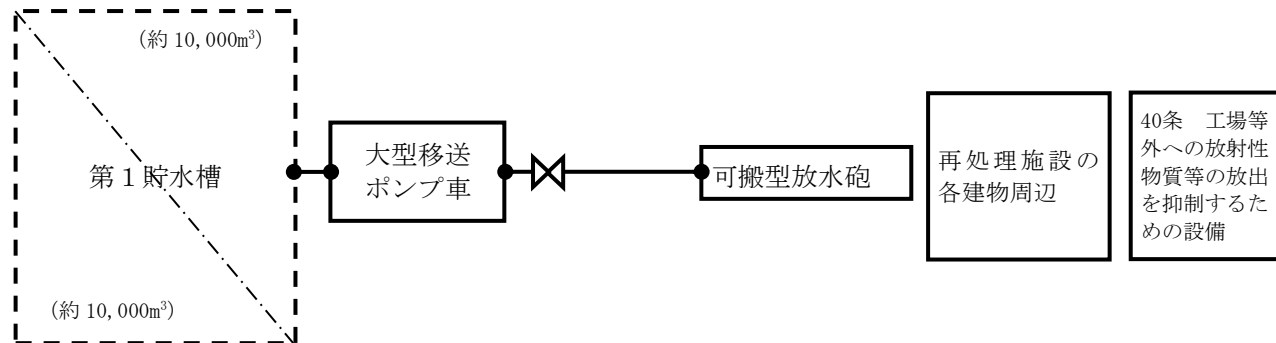 (約 10,000m³)
第１貯水槽
(約 10,000m³)
大型移送
ポンプ車
可搬型放水砲
再処理施設の
各建物周辺
40条　工場等
外への放射性
物質等の放出
を抑制するた
めの設備